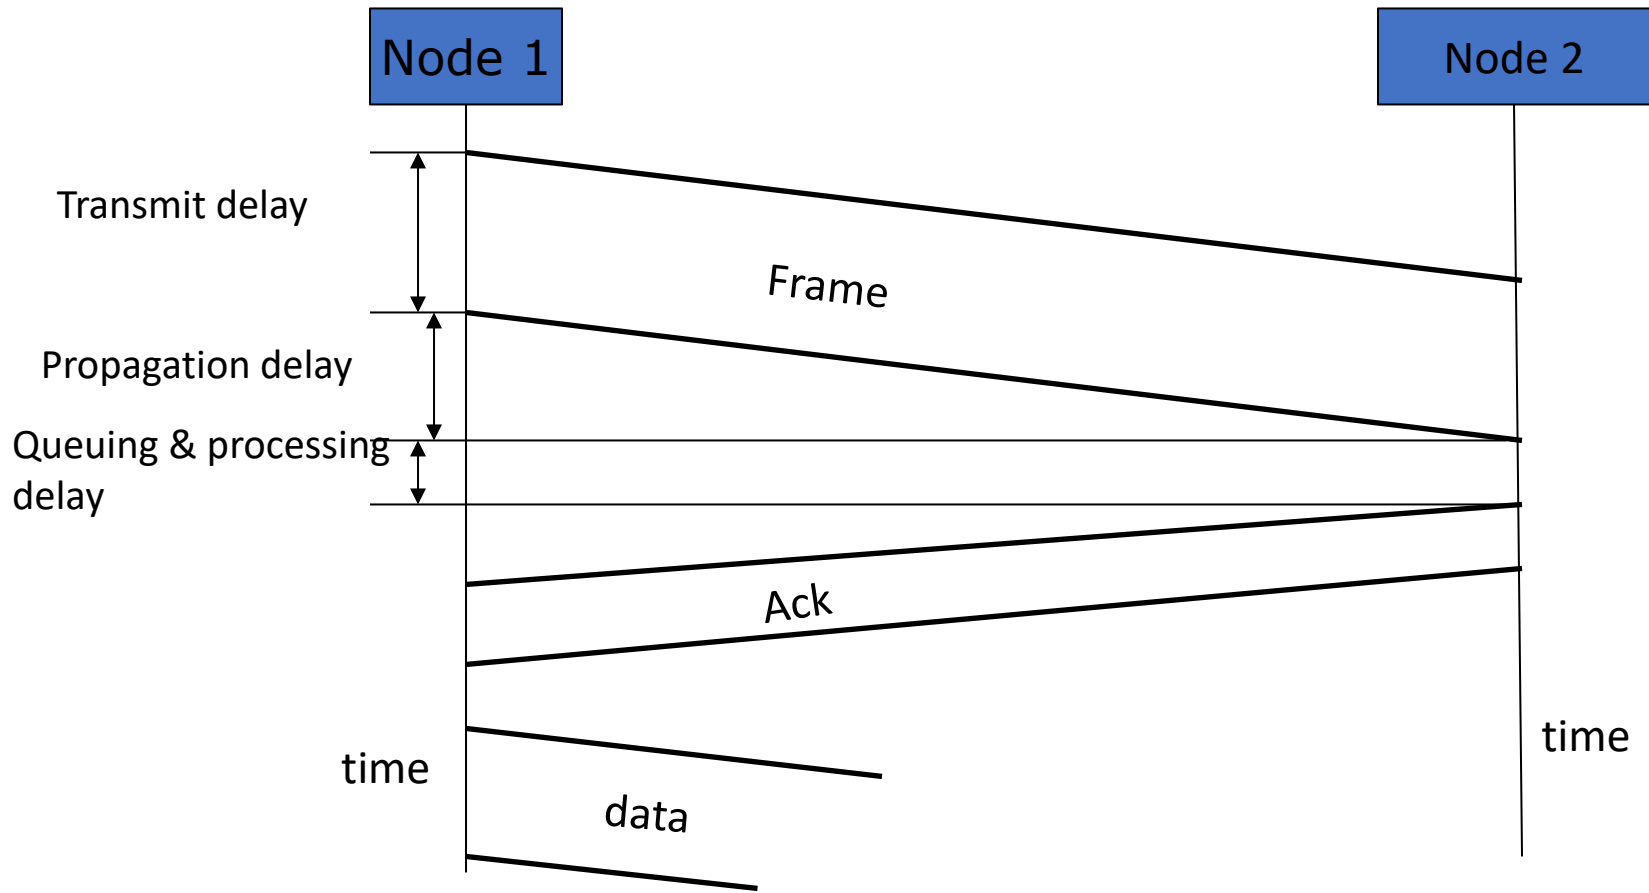 Node 1
Node 2
Transmit delay
Frame
Propagation delay
Queuing & processing
delay
Ack
time
time
data